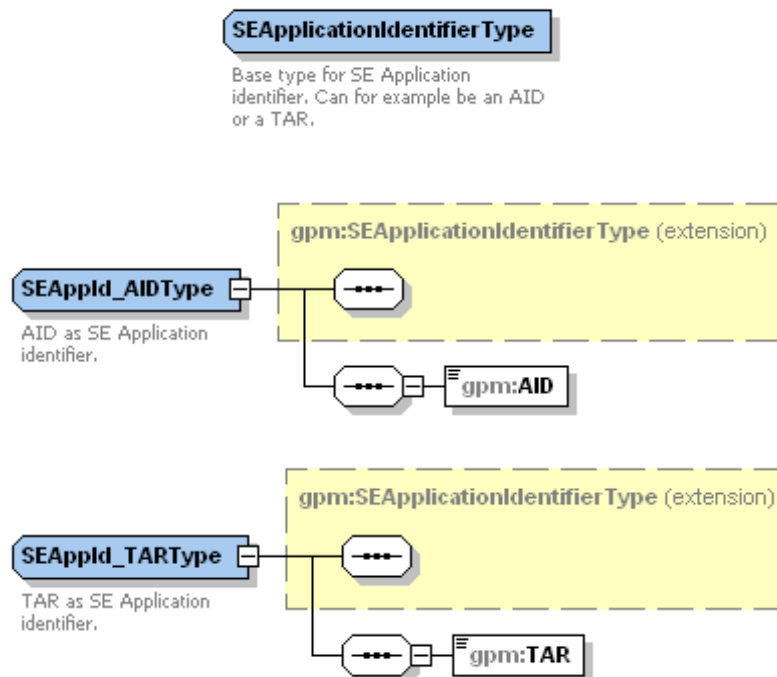 SEApplicationIdentifierType
Base type for SE Application
identifier. Can for example be an AID
or a TAR.
gpm:SEApplicationIdentifierType (extension)
SEAppId_AIDType
AID as SE Application
identifier.
gpm:AID
gpm:SEApplicationIdentifierType (extension)
SEAppId_TARType
TAR as SE Application
identifier.
gpm:TAR